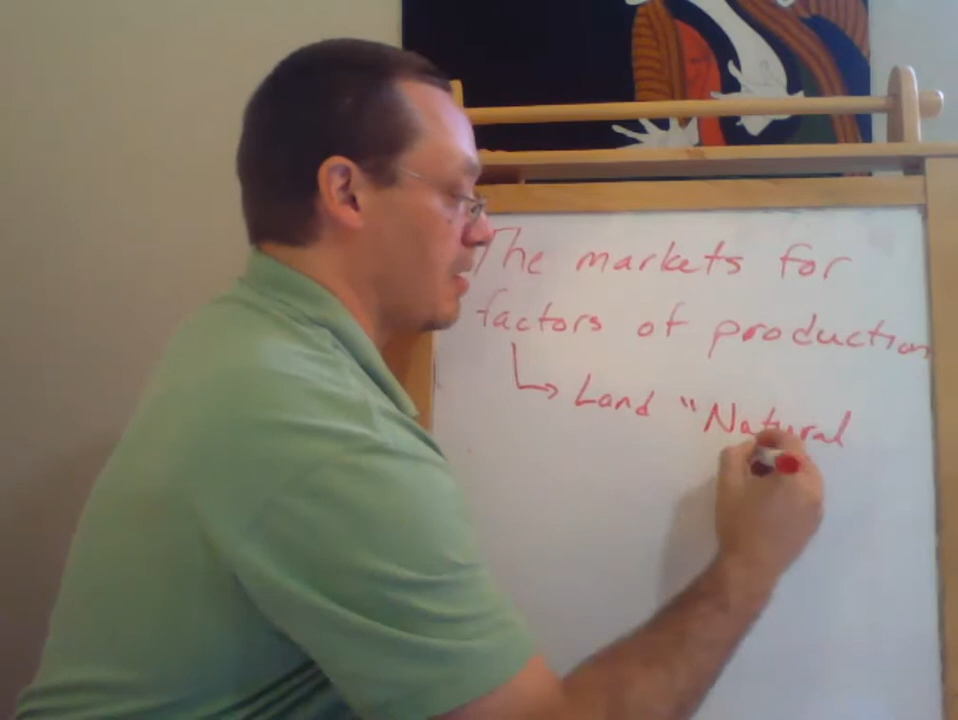 The markets for
factors of production
Land "Natural